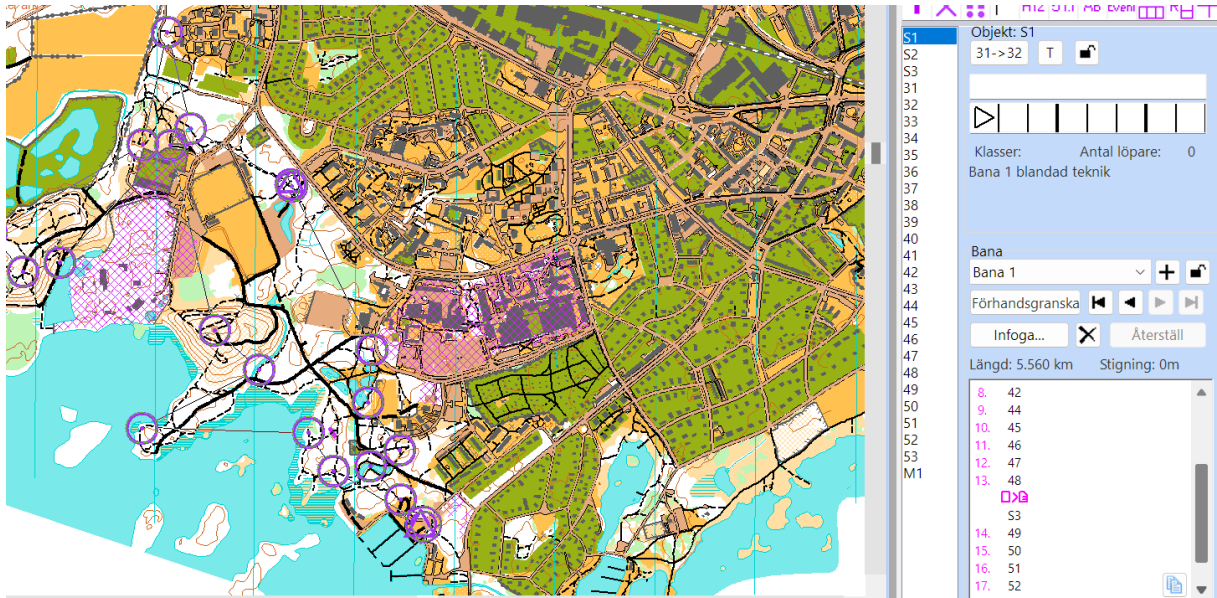 H12 S1.1 AB Event
Objekt: S1
31->32 T
Klasser: Antal löpare: 0
Bana 1 blandad teknik
S1
S2
S3
31
32
33
34
35
36
37
38
39
40
41
42
43
44
45
46
47
48
49
50
51
52
53
M1
Bana
Bana 1
Förhandsgranska
Infoga... Återställ
Längd: 5.560 km Stigning: 0m
8. 42
9. 44
10. 45
11. 46
12. 47
13. 48
S3
14. 49
15. 50
16. 51
17. 52